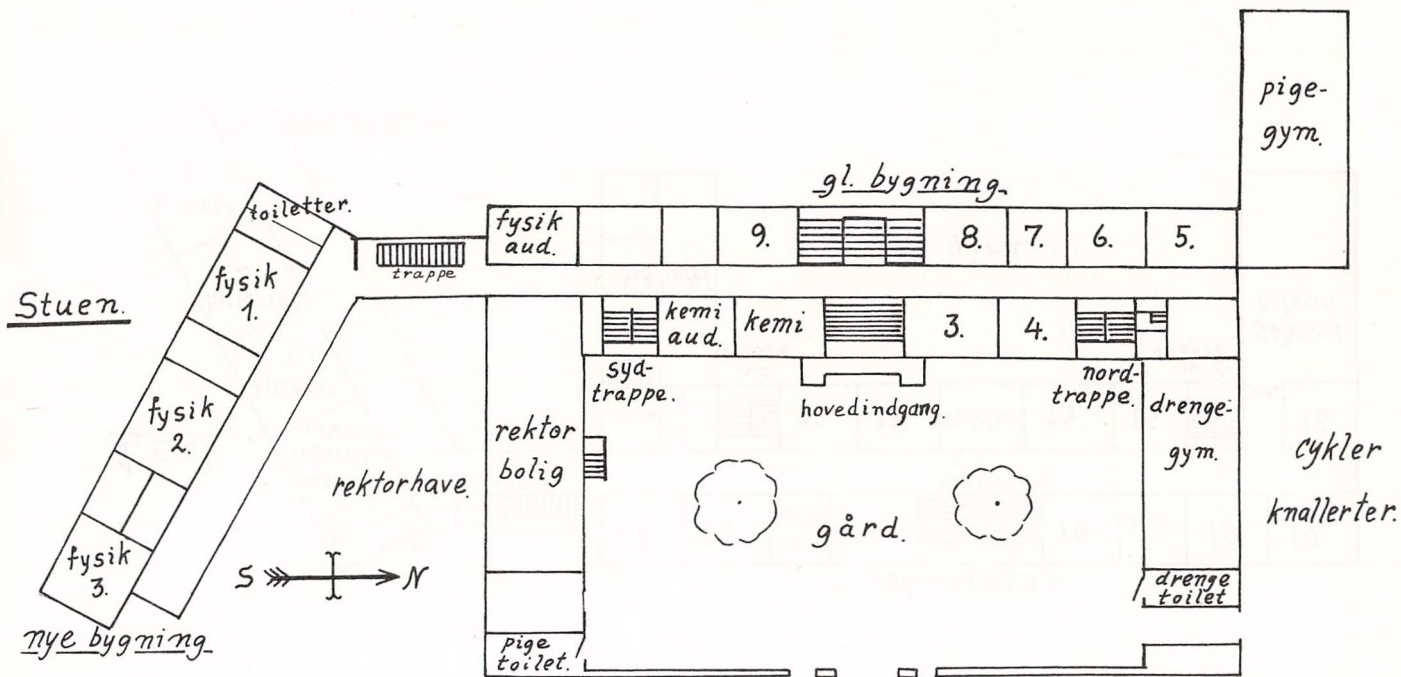 pige-
gym.
gl. bygning.
toiletter.
fysik
aud.
9.
8.
7.
6.
5.
trappe
fysik
1.
Stuen.
kemi
aud.
kemi
3.
4.
syd-
trappe.
hovedindgang.
nord-
trappe.
drenge-
gym.
fysik
2.
rektor
bolig
rektorhave.
cykler
knallerter.
gård.
fysik
3.
S N
drenge
toilet
nye bygning
pige
toilet.